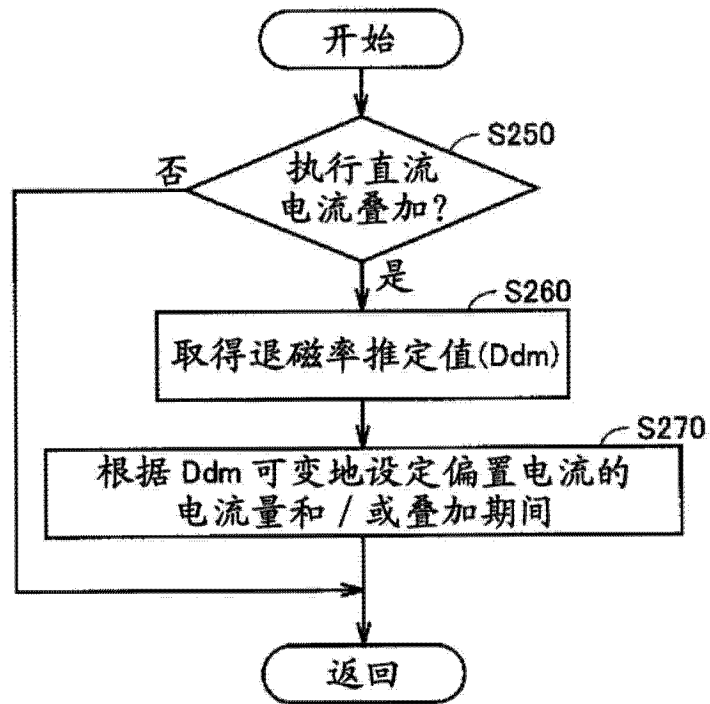 开始
S250
否
执行直流
电流叠加?
是
S260
取得退磁率推定值(Ddm)
S270
根据 Ddm 可变地设定偏置电流的
电流量和 / 或叠加期间
返回